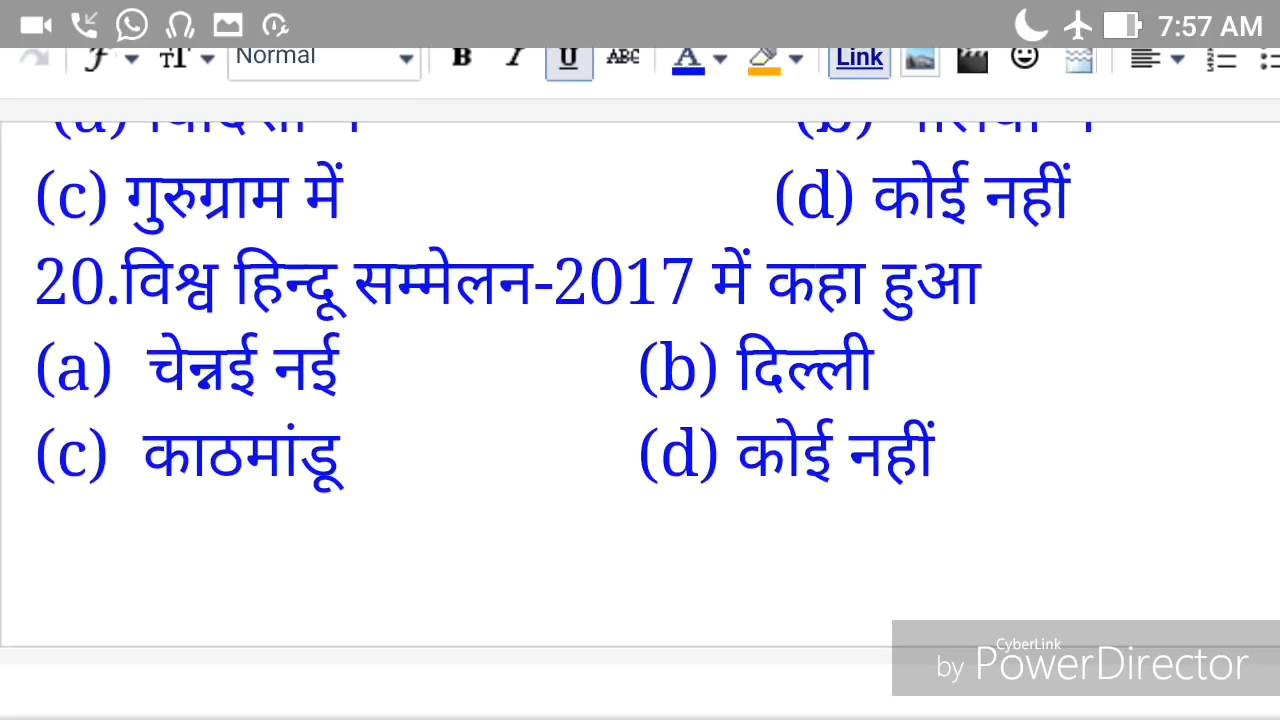 7:57 AM
Normal B I U ABC A Link
(c) गुरुग्राम में (d) कोई नहीं
20.विश्व हिन्दू सम्मेलन-2017 में कहा हुआ
(a) चेन्नई नई (b) दिल्ली
(c) काठमांडू (d) कोई नहीं
CyberLink
by PowerDirector